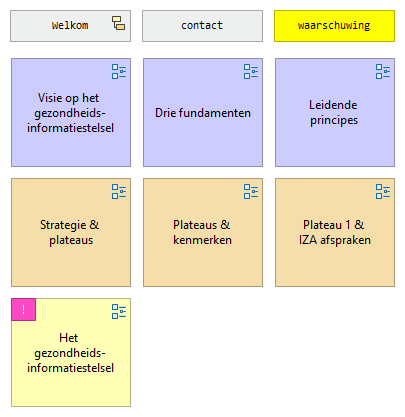 Welkom
contact
waarschuwing
Visie op het
gezondheids-
informatiestelsel
Drie fundamenten
Leidende
principes
Strategie &
plateaus
Plateaus &
kenmerken
Plateau 1 &
IZA afspraken
!
Het
gezondheids-
informatiestelsel